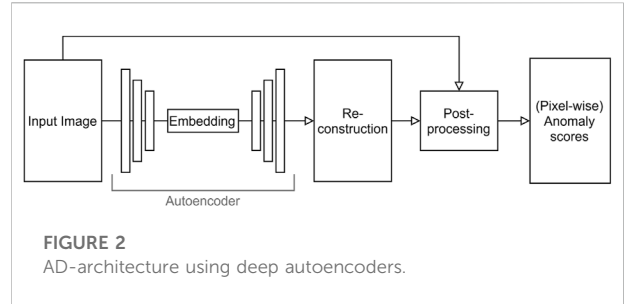 Input Image
Embedding
Autoencoder
Re-
construction
Post-
processing
(Pixel-wise)
Anomaly
scores
FIGURE 2
AD-architecture using deep autoencoders.